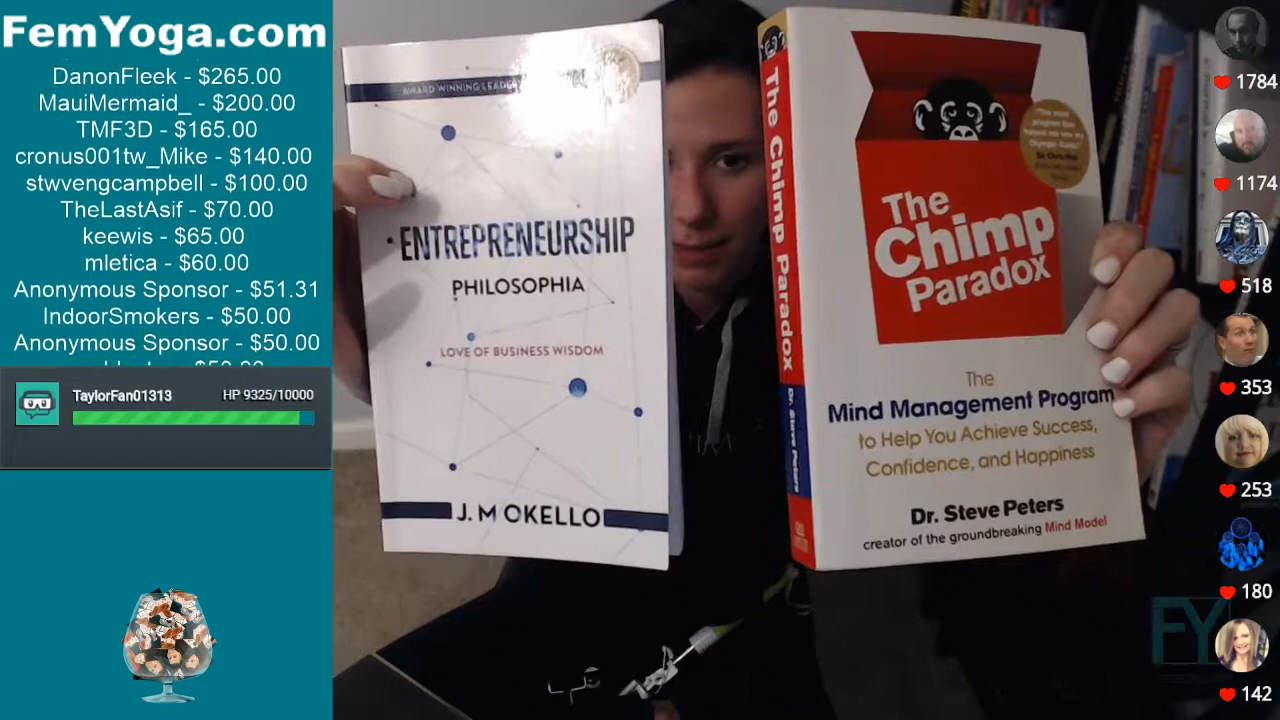 FemYoga.com
DanonFleek - $265.00
MauiMermaid_ - $200.00
TMF3D - $165.00
cronus001tw_Mike - $140.00
stwvengcampbell - $100.00
TheLastAsif - $70.00
keewis - $65.00
mletica - $60.00
Anonymous Sponsor - $51.31
IndoorSmokers - $50.00
Anonymous Sponsor - $50.00
TaylorFan01313 HP 9325/10000
AWARD WINNING
ENTREPRENEURSHIP
PHILOSOPHIA
LOVE OF BUSINESS WISDOM
J. M OKELLO
The Chimp Paradox
Dr. Steve Peters
The
Chimp
Paradox
The
Mind Management Program
to Help You Achieve Success,
Confidence, and Happiness
Dr. Steve Peters
creator of the groundbreaking Mind Model
1784
1174
518
353
253
180
142
FY